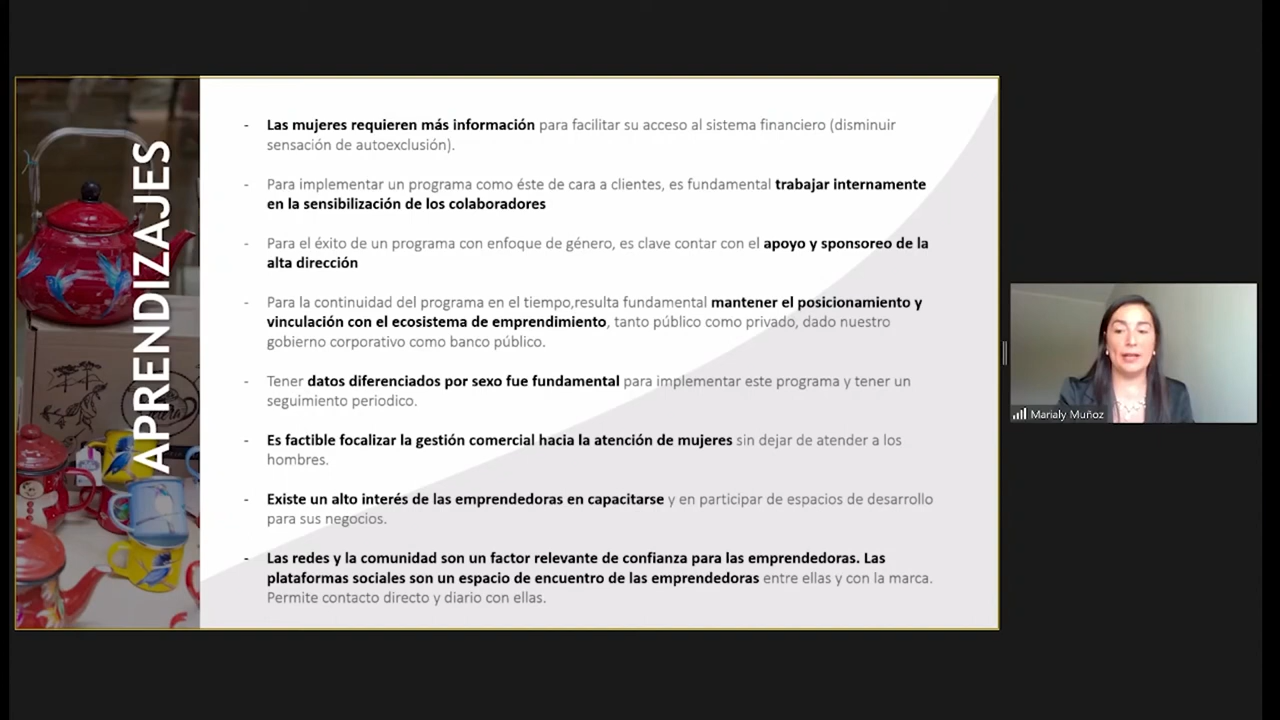 APRENDIZAJES
- Las mujeres requieren más información para facilitar su acceso al sistema financiero (disminuir
sensación de autoexclusión).
- Para implementar un programa como éste de cara a clientes, es fundamental trabajar internamente
en la sensibilización de los colaboradores
- Para el éxito de un programa con enfoque de género, es clave contar con el apoyo y sponsoreo de la
alta dirección
- Para la continuidad del programa en el tiempo,resulta fundamental mantener el posicionamiento y
vinculación con el ecosistema de emprendimiento, tanto público como privado, dado nuestro
gobierno corporativo como banco público.
- Tener datos diferenciados por sexo fue fundamental para implementar este programa y tener un
seguimiento periodico.
- Es factible focalizar la gestión comercial hacia la atención de mujeres sin dejar de atender a los
hombres.
- Existe un alto interés de las emprendedoras en capacitarse y en participar de espacios de desarrollo
para sus negocios.
- Las redes y la comunidad son un factor relevante de confianza para las emprendedoras. Las
plataformas sociales son un espacio de encuentro de las emprendedoras entre ellas y con la marca.
Permite contacto directo y diario con ellas.
Marialy Muñoz